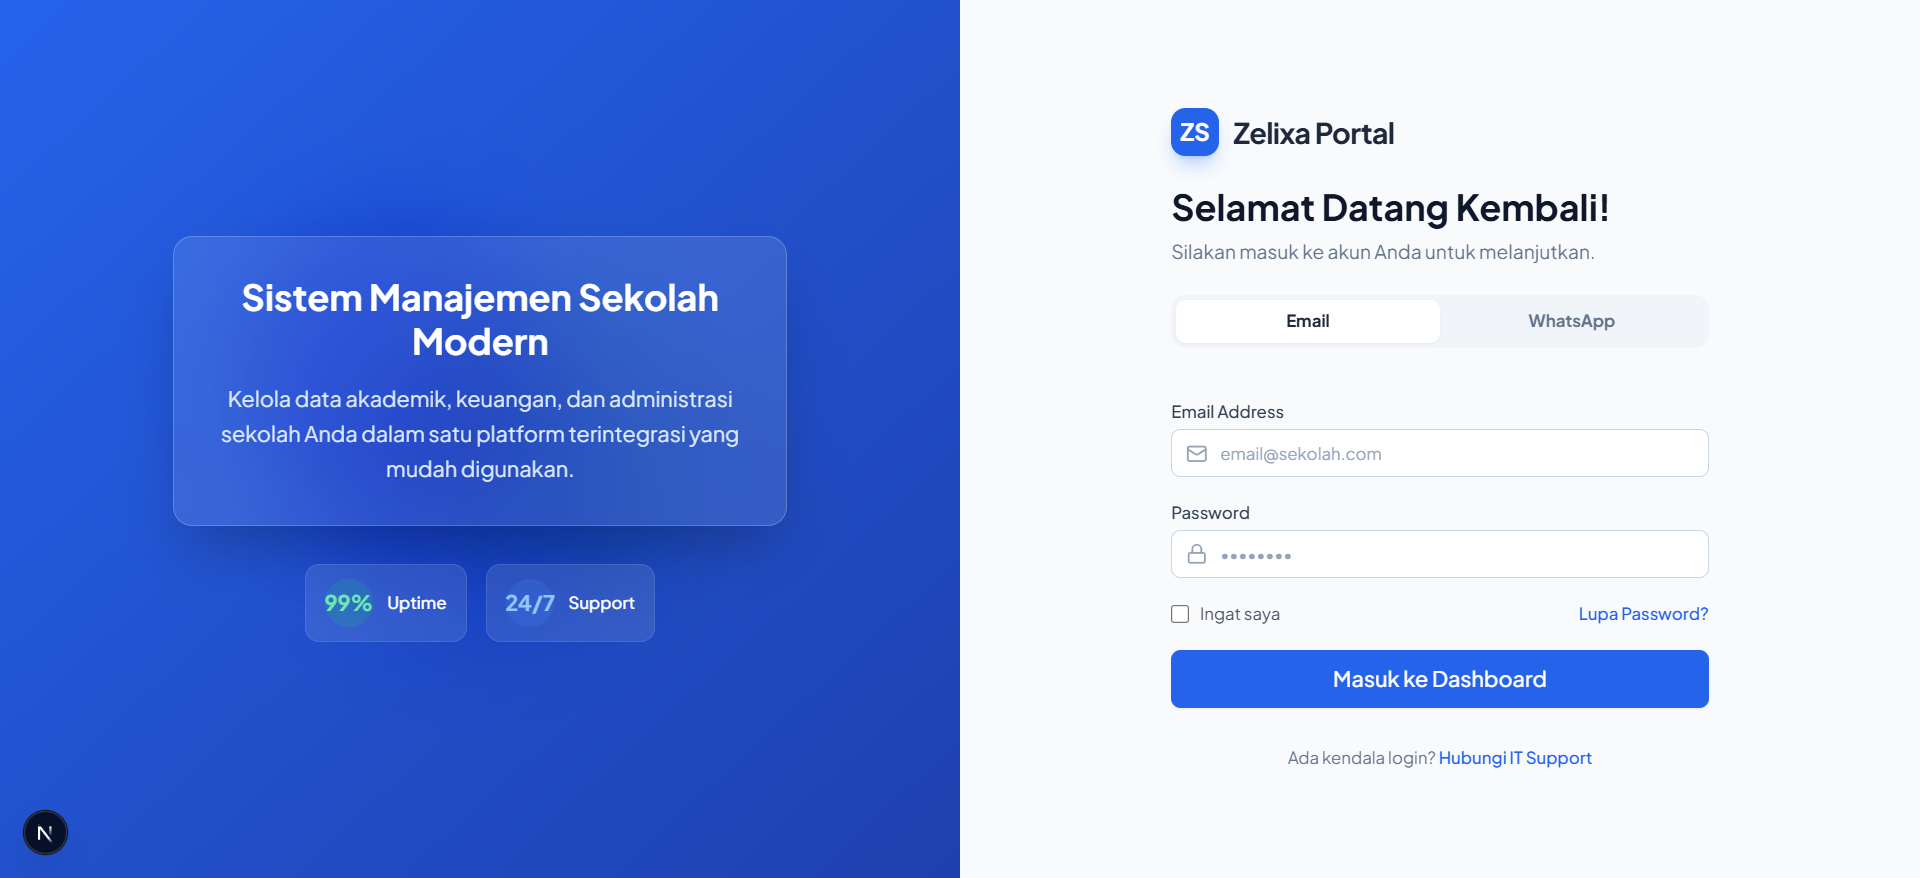 Sistem Manajemen Sekolah
Modern
Kelola data akademik, keuangan, dan administrasi
sekolah Anda dalam satu platform terintegrasi yang
mudah digunakan.
99% Uptime
24/7 Support
N
ZS Zelixa Portal
Selamat Datang Kembali!
Silakan masuk ke akun Anda untuk melanjutkan.
Email WhatsApp
Email Address
email@sekolah.com
Password
••••••••
Ingat saya Lupa Password?
Masuk ke Dashboard
Ada kendala login? Hubungi IT Support